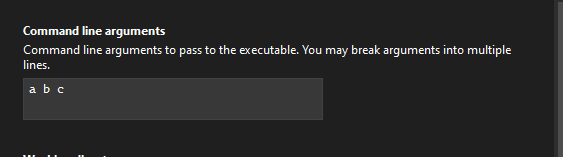 Command line arguments
Command line arguments to pass to the executable. You may break arguments into multiple
lines.
a b c